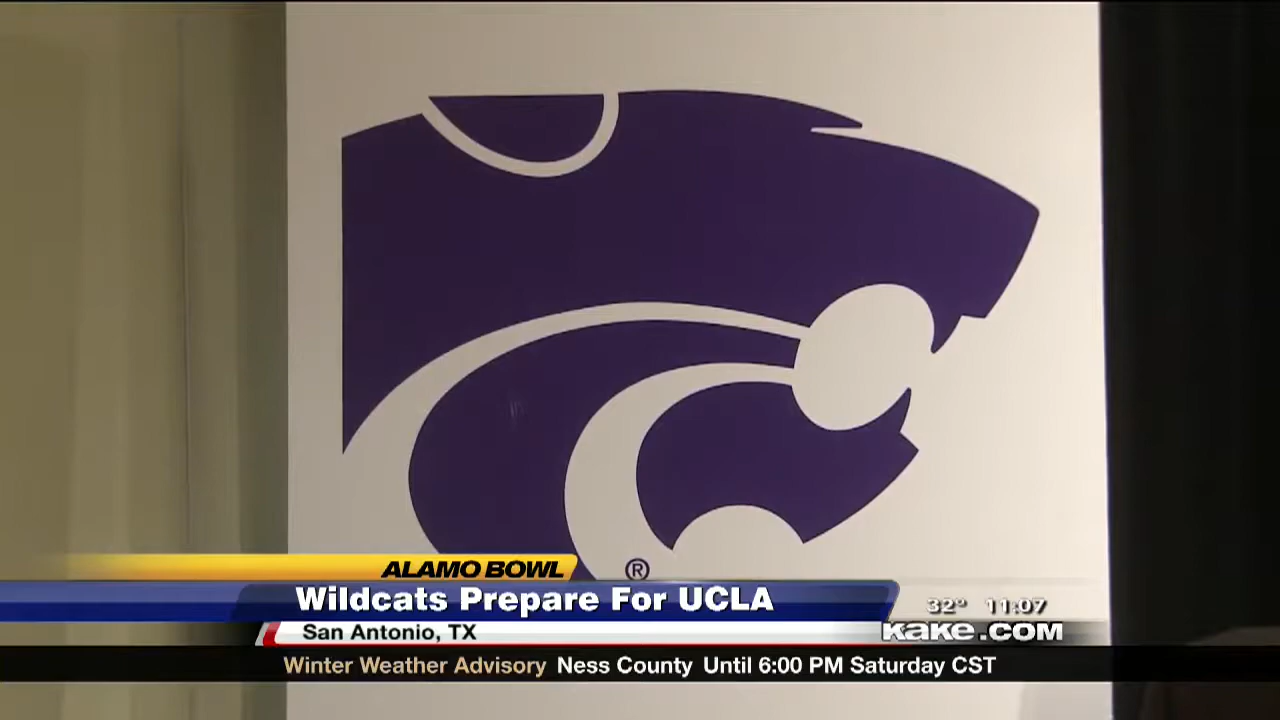 ®
ALAMO BOWL
Wildcats Prepare For UCLA
32° 11:07
San Antonio, TX
KAKE.COM
Winter Weather Advisory Ness County Until 6:00 PM Saturday CST